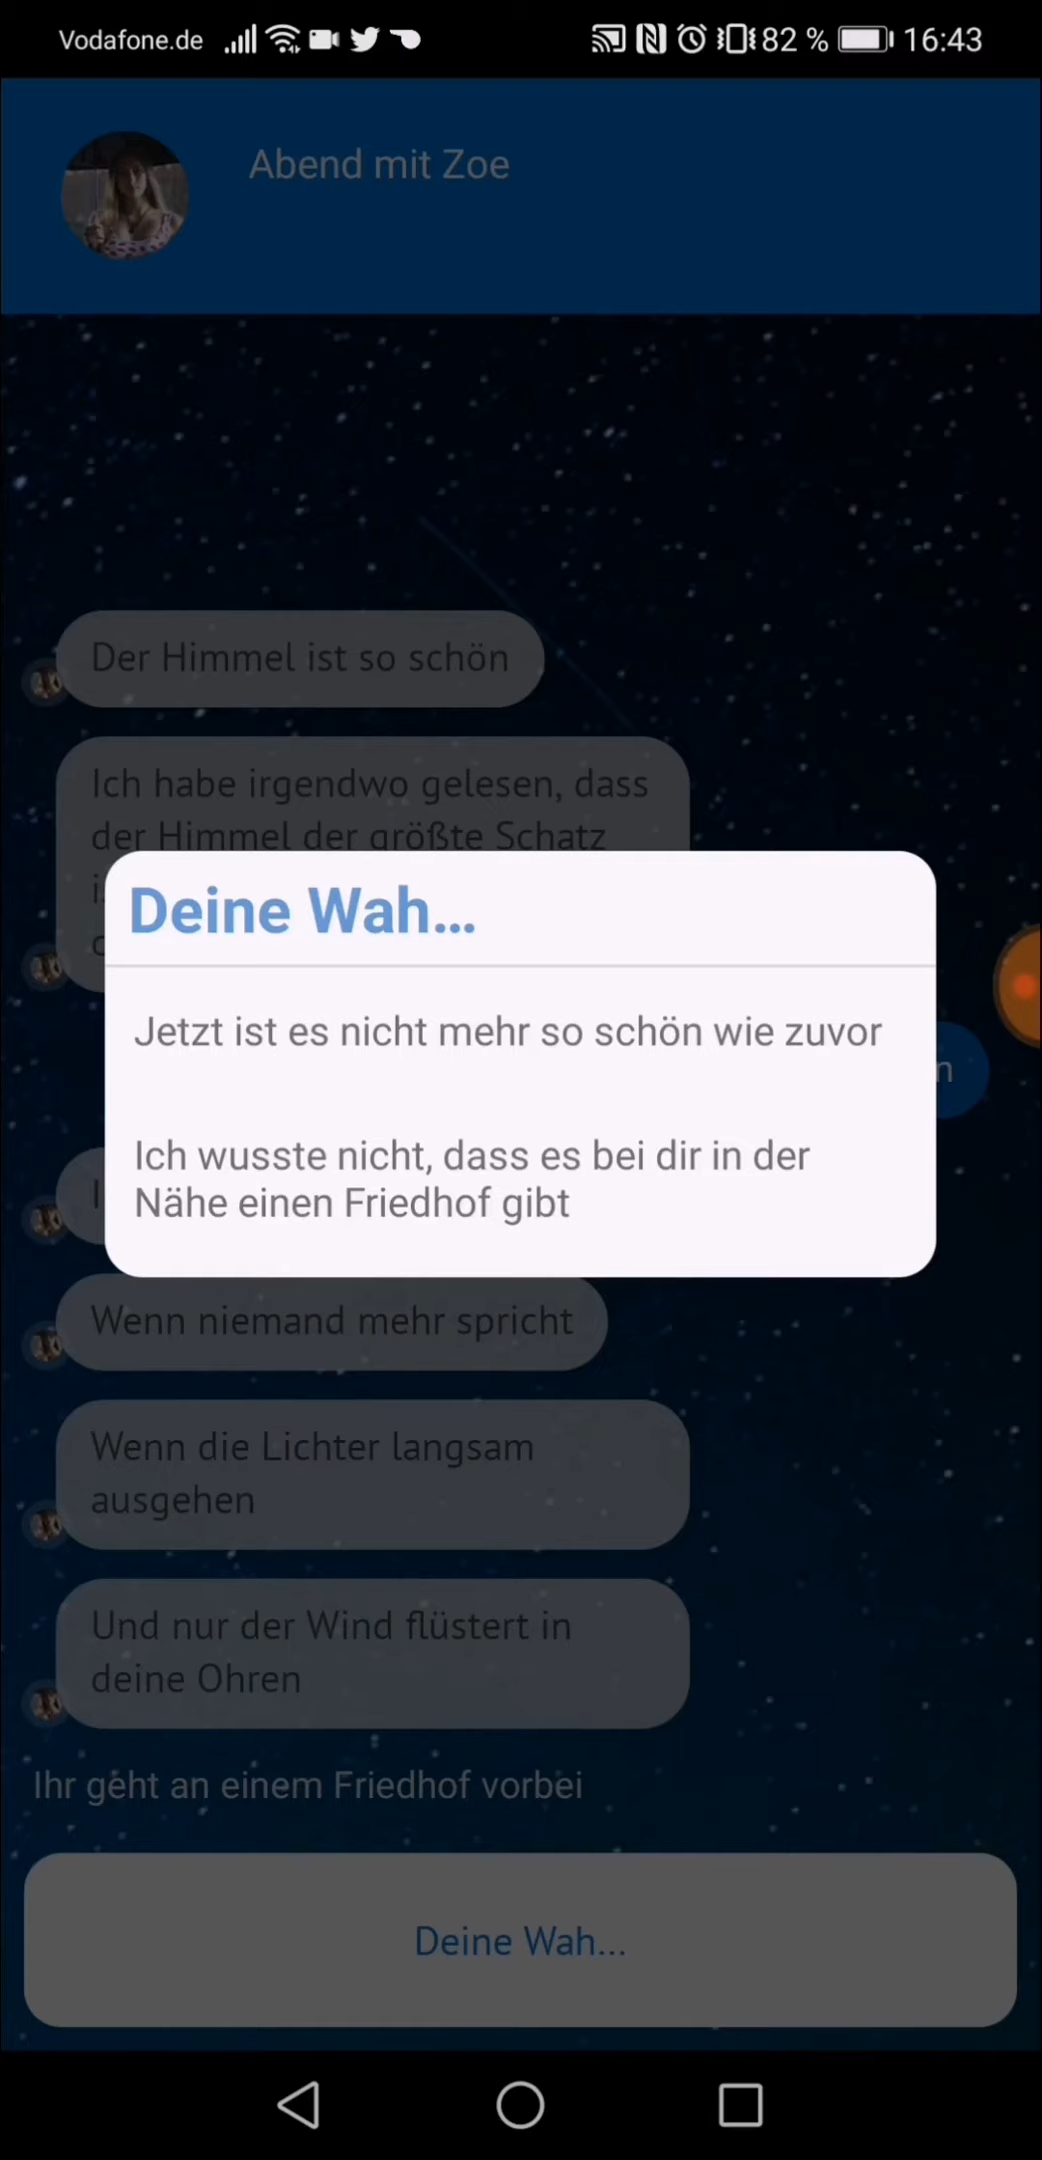 Vodafone.de 82 % 16:43
Abend mit Zoe
Der Himmel ist so schön
Ich habe irgendwo gelesen, dass
der Himmel der größte Schatz
Deine Wah...
Jetzt ist es nicht mehr so schön wie zuvor
Ich wusste nicht, dass es bei dir in der
Nähe einen Friedhof gibt
Wenn niemand mehr spricht
Wenn die Lichter langsam
ausgehen
Und nur der Wind flüstert in
deine Ohren
Ihr geht an einem Friedhof vorbei
Deine Wah...